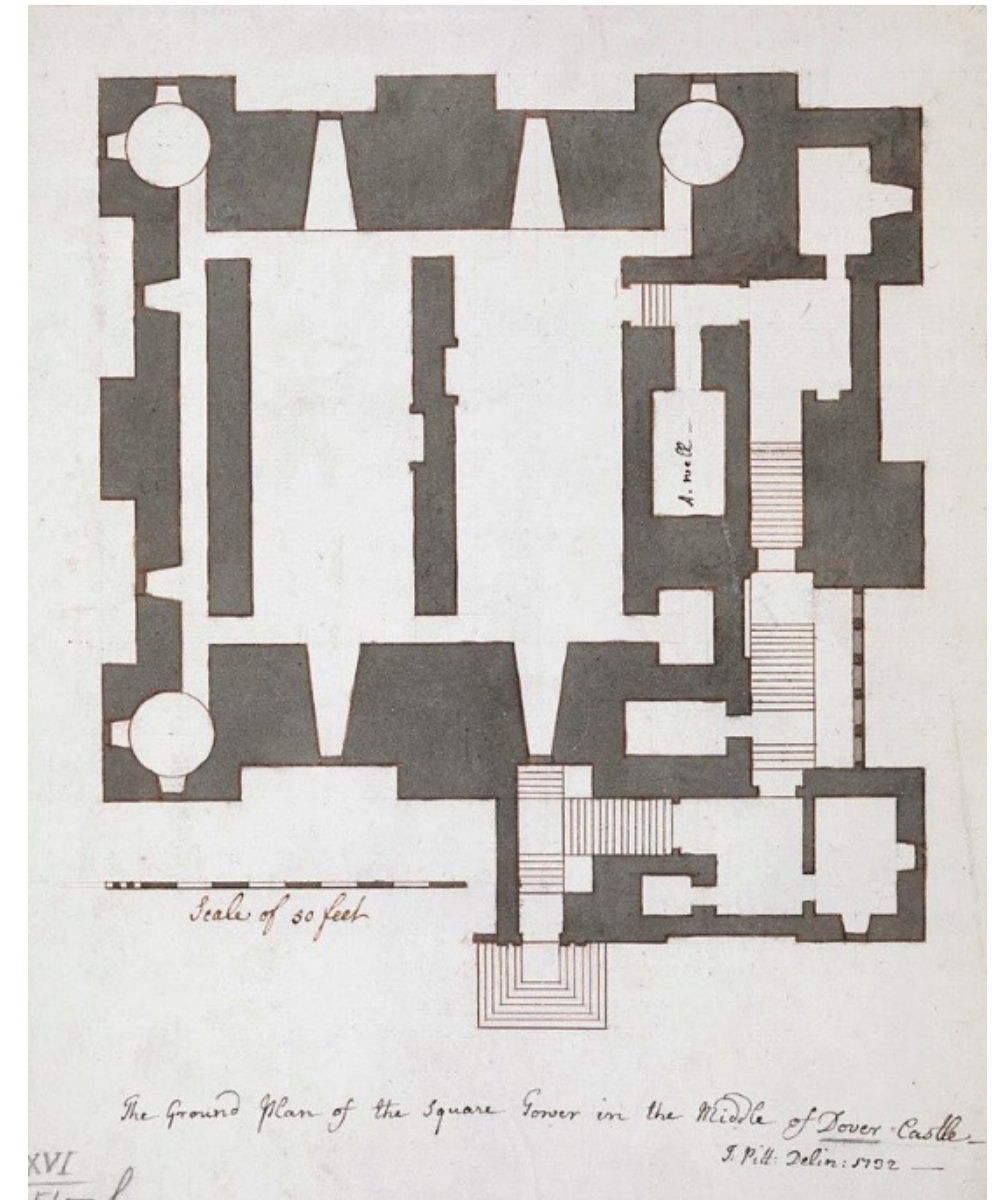 A. well —
Scale of 50 feet
The Ground Plan of the Square Tower in the Middle of Dover Castle —
J. Pitt: Delin: 1732 —
XVI